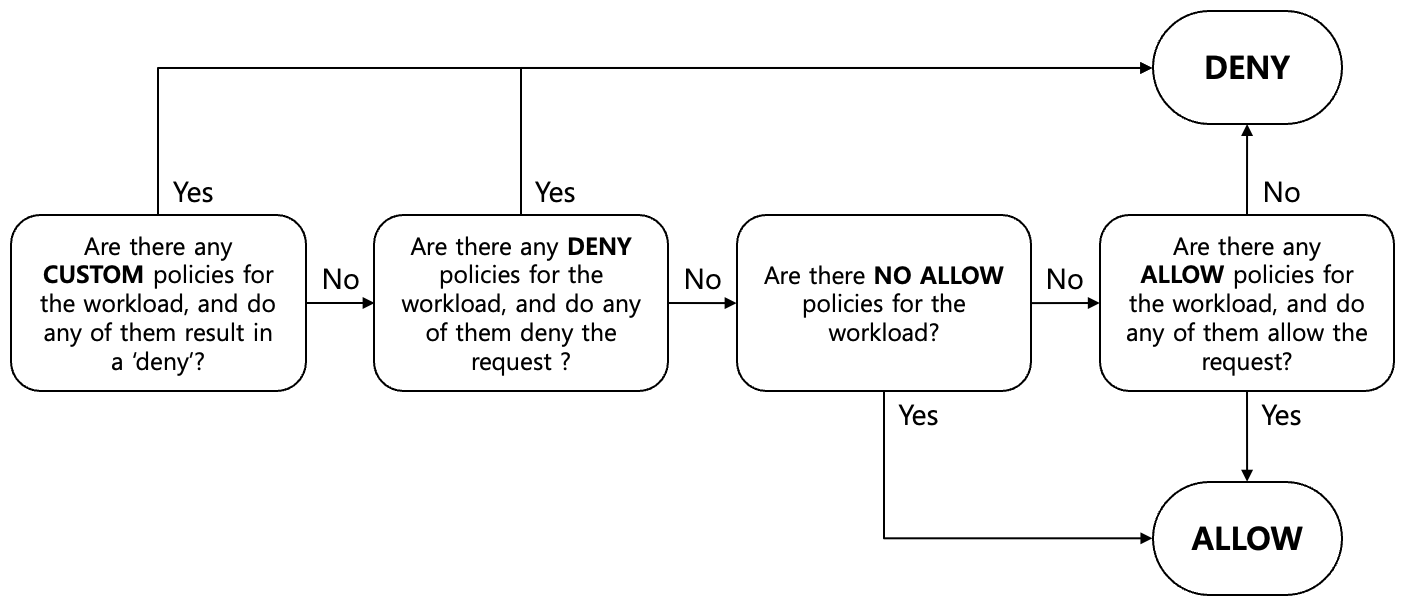 DENY
Yes
Yes
No
Are there any
CUSTOM policies for
the workload, and do
any of them result in
a ‘deny’?
No
Are there any DENY
policies for the
workload, and do any
of them deny the
request ?
No
Are there NO ALLOW
policies for the
workload?
No
Are there any
ALLOW policies for
the workload, and do
any of them allow the
request?
Yes
Yes
ALLOW